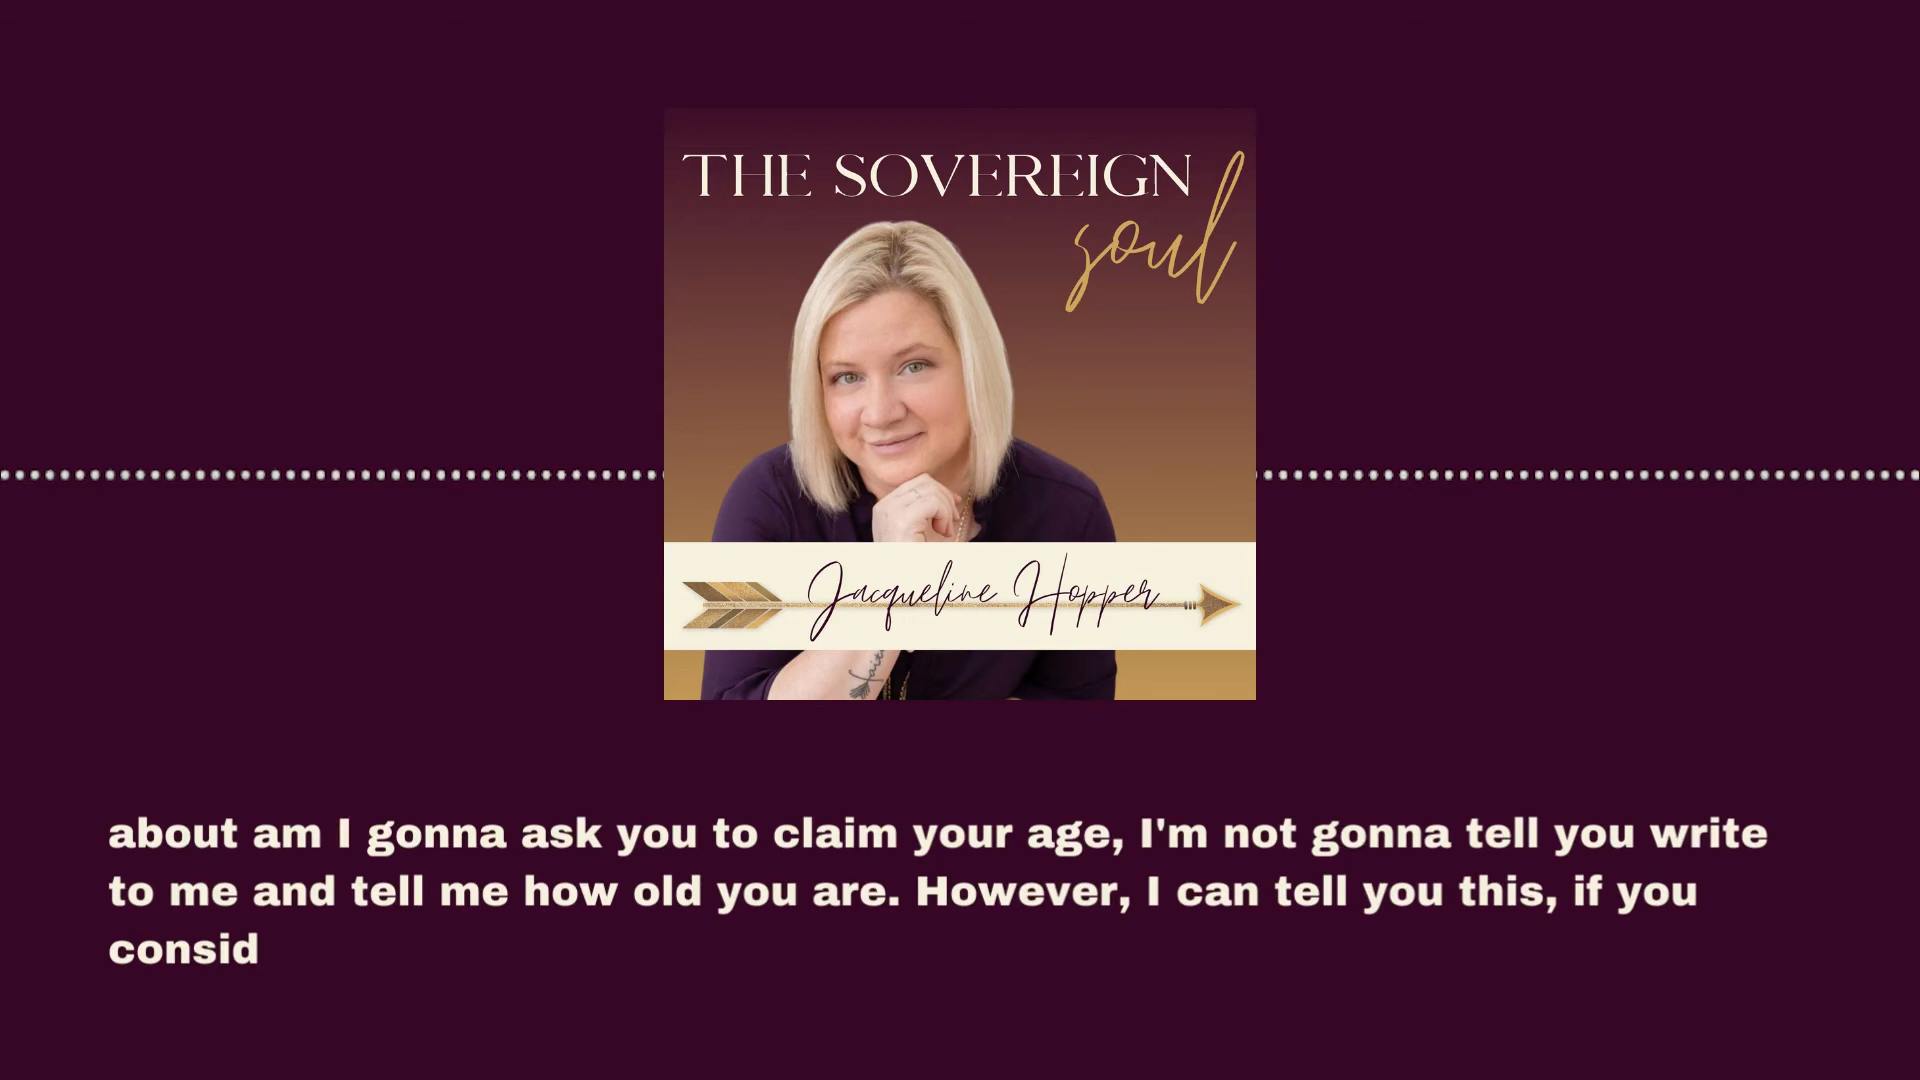 THE SOVEREIGN
soul
Jacqueline Hopper
faith
about am I gonna ask you to claim your age, I'm not gonna tell you write
to me and tell me how old you are. However, I can tell you this, if you
consid